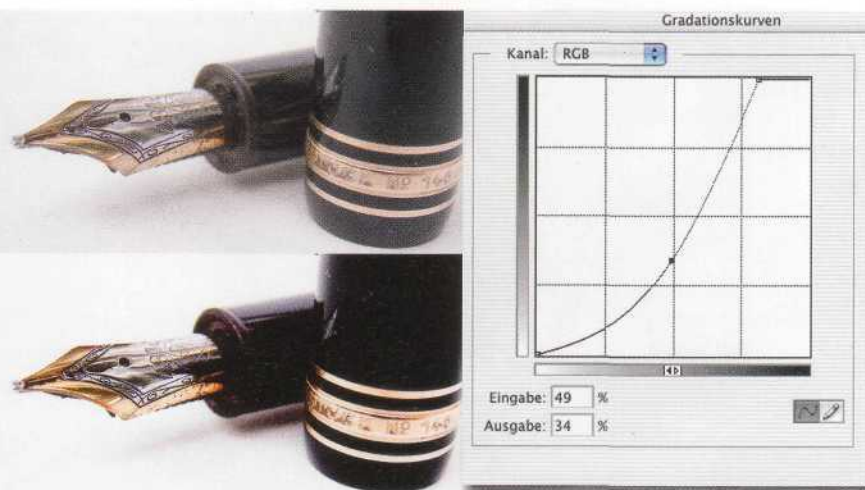 Gradationskurven
Kanal: RGB
Eingabe: 49 %
Ausgabe: 34 %